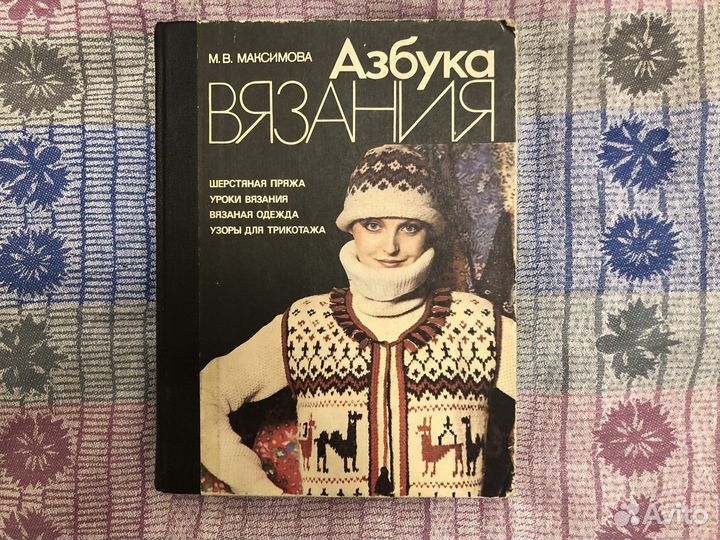 М. В. МАКСИМОВА
Азбука
ВЯЗАНИЯ
ШЕРСТЯНАЯ ПРЯЖА
УРОКИ ВЯЗАНИЯ
ВЯЗАНАЯ ОДЕЖДА
УЗОРЫ ДЛЯ ТРИКОТАЖА
Avito